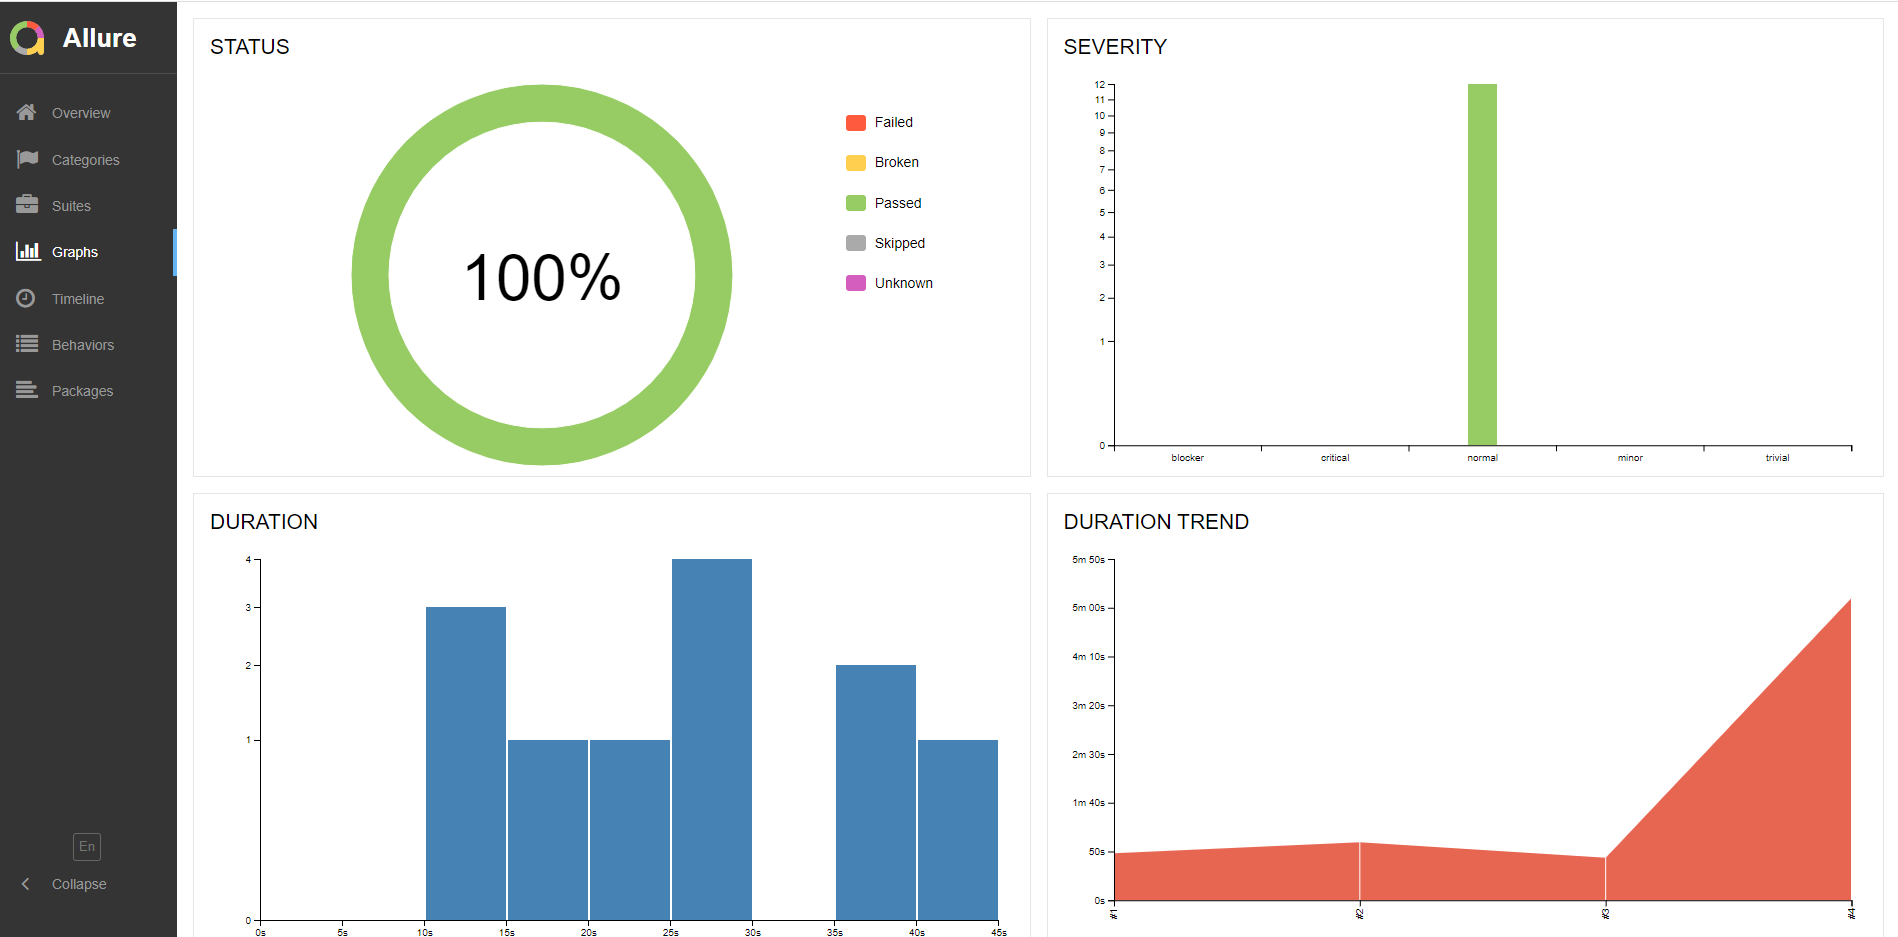 Allure
Overview
Categories
Suites
Graphs
Timeline
Behaviors
Packages
En
Collapse
STATUS
100%
Failed
Broken
Passed
Skipped
Unknown
SEVERITY
12
11
10
9
8
7
6
5
4
3
2
1
0
blocker critical normal minor trivial
DURATION
4
3
2
1
0
0s 5s 10s 15s 20s 25s 30s 35s 40s 45s
DURATION TREND
5m 50s
5m 00s
4m 10s
3m 20s
2m 30s
1m 40s
50s
0s
#1 #2 #3 #4